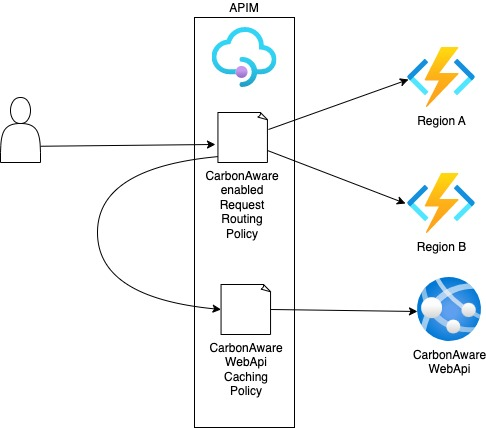 APIM
Region A
CarbonAware
enabled
Request
Routing
Policy
Region B
CarbonAware
WebApi
Caching
Policy
CarbonAware
WebApi